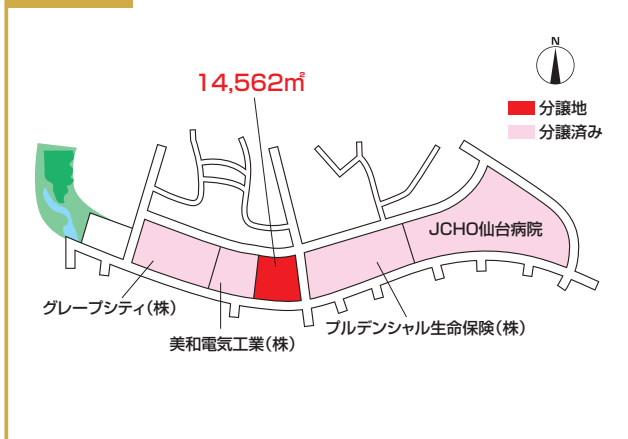 N
14,562㎡
分譲地
分譲済み
JCHO仙台病院
グレープシティ(株)
美和電気工業(株)
プルデンシャル生命保険(株)